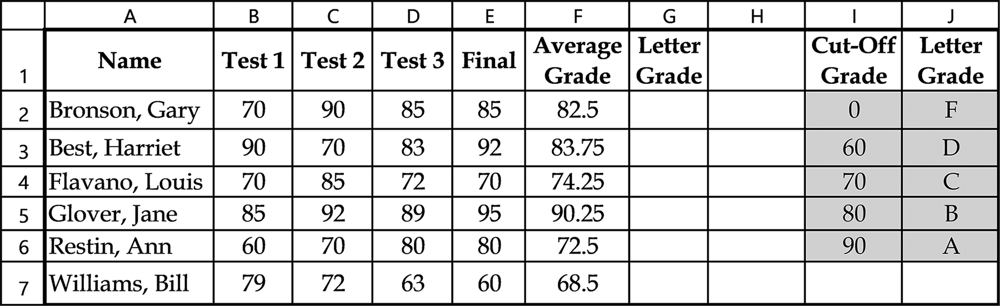 A B C D E F G H I J
1 Name Test 1 Test 2 Test 3 Final Average Grade Letter Grade Cut-Off Grade Letter Grade
2 Bronson, Gary 70 90 85 85 82.5 0 F
3 Best, Harriet 90 70 83 92 83.75 60 D
4 Flavano, Louis 70 85 72 70 74.25 70 C
5 Glover, Jane 85 92 89 95 90.25 80 B
6 Restin, Ann 60 70 80 80 72.5 90 A
7 Williams, Bill 79 72 63 60 68.5